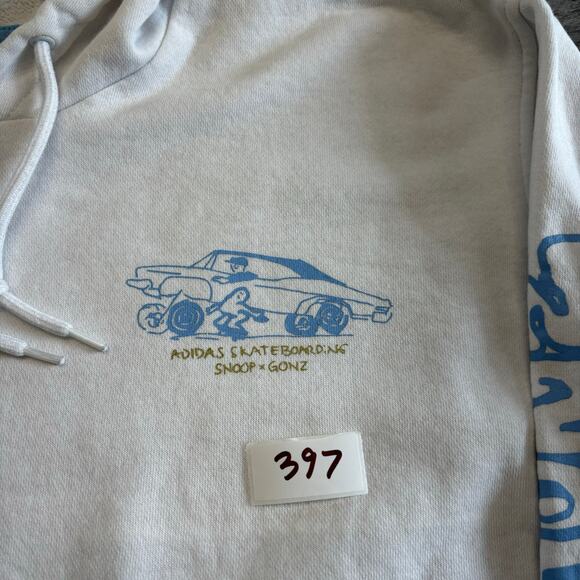 ADIDAS SKATEBOARDING
SNOOP × GONZ
397